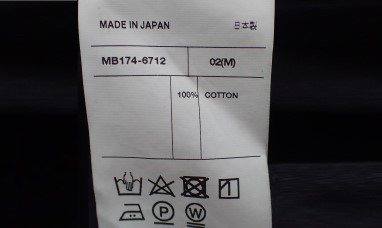 MADE IN JAPAN 日本製
MB174-6712 02(M)
100% COTTON
P W